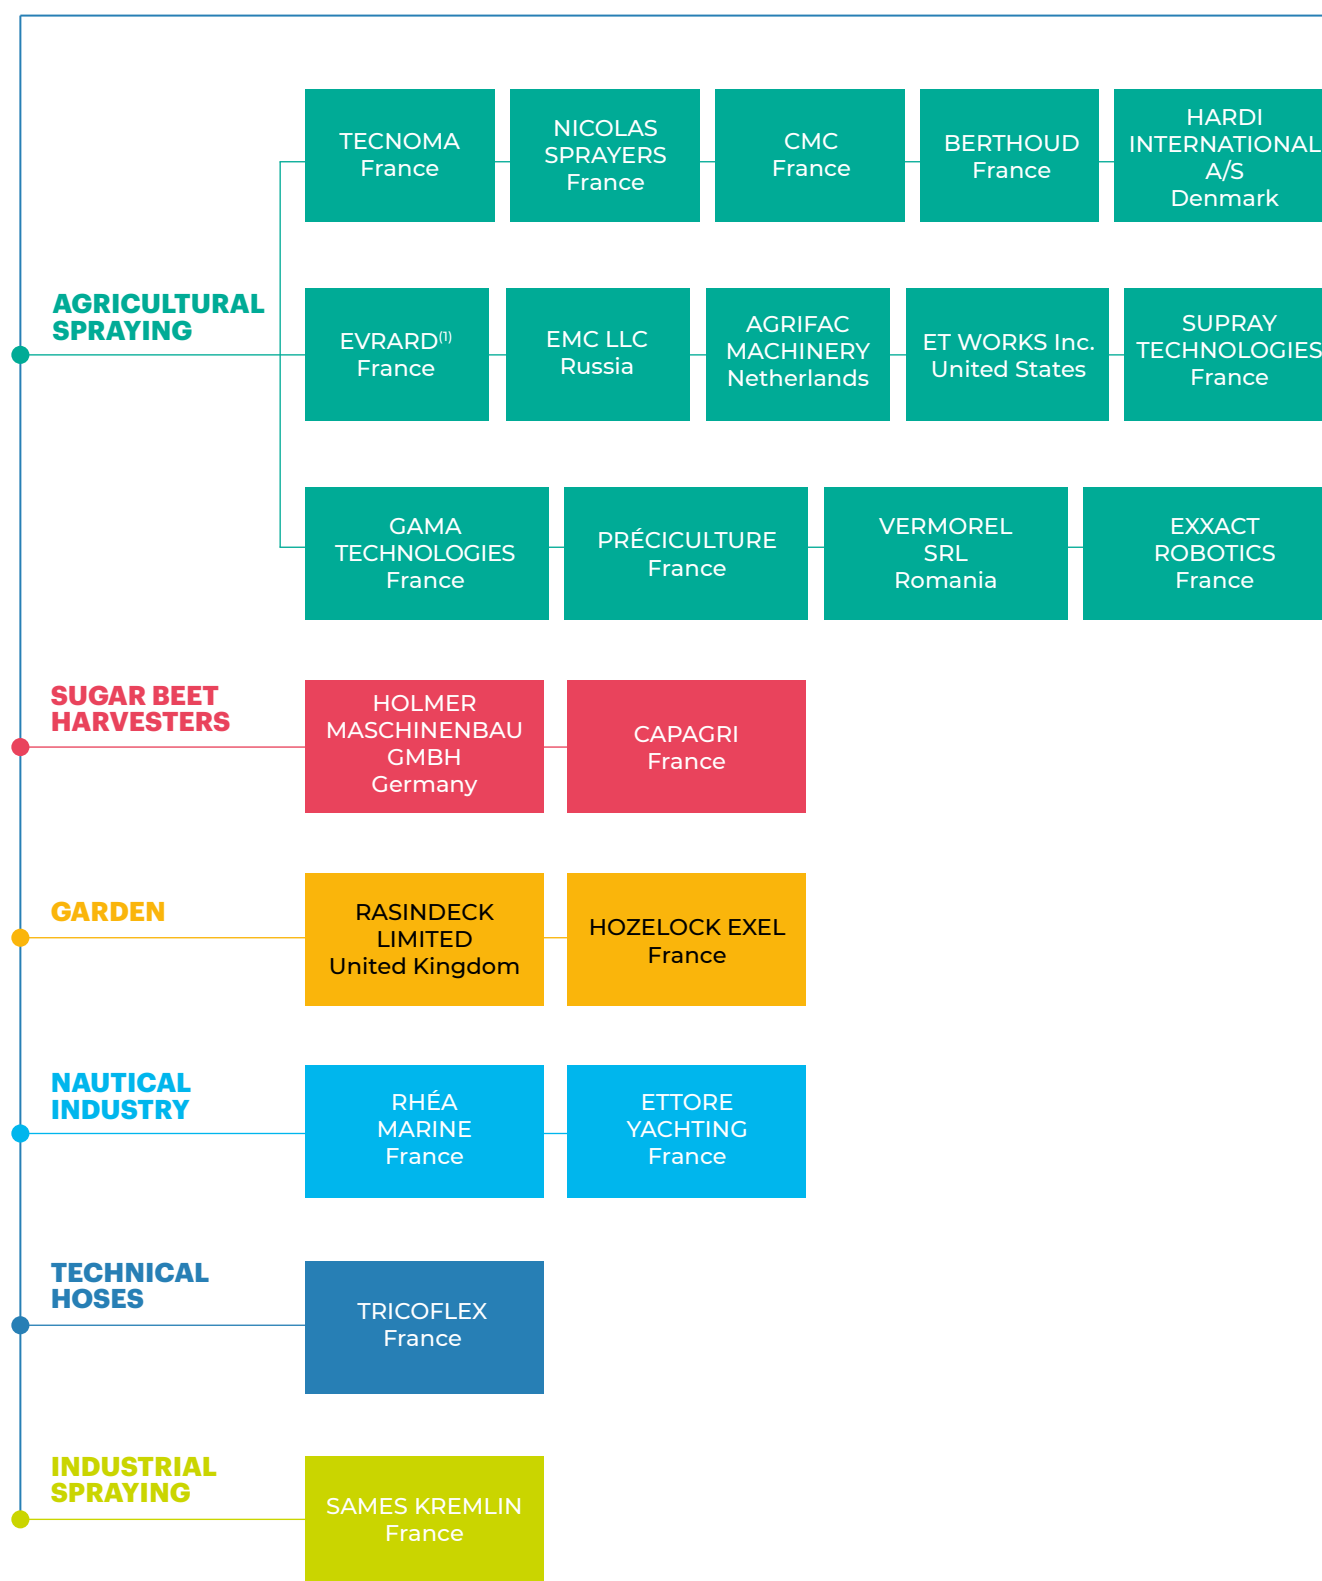 TECNOMA
France
NICOLAS
SPRAYERS
France
CMC
France
BERTHOUD
France
HARDI
INTERNATIONAL
A/S
Denmark
AGRICULTURAL
SPRAYING
EVRARD(1)
France
EMC LLC
Russia
AGRIFAC
MACHINERY
Netherlands
ET WORKS Inc.
United States
SUPRAY
TECHNOLOGIES
France
GAMA
TECHNOLOGIES
France
PRÉCICULTURE
France
VERMOREL
SRL
Romania
EXXACT
ROBOTICS
France
SUGAR BEET
HARVESTERS
HOLMER
MASCHINENBAU
GMBH
Germany
CAPAGRI
France
GARDEN
RASINDECK
LIMITED
United Kingdom
HOZELOCK EXEL
France
NAUTICAL
INDUSTRY
RHÉA
MARINE
France
ETTORE
YACHTING
France
TECHNICAL
HOSES
TRICOFLEX
France
INDUSTRIAL
SPRAYING
SAMES KREMLIN
France